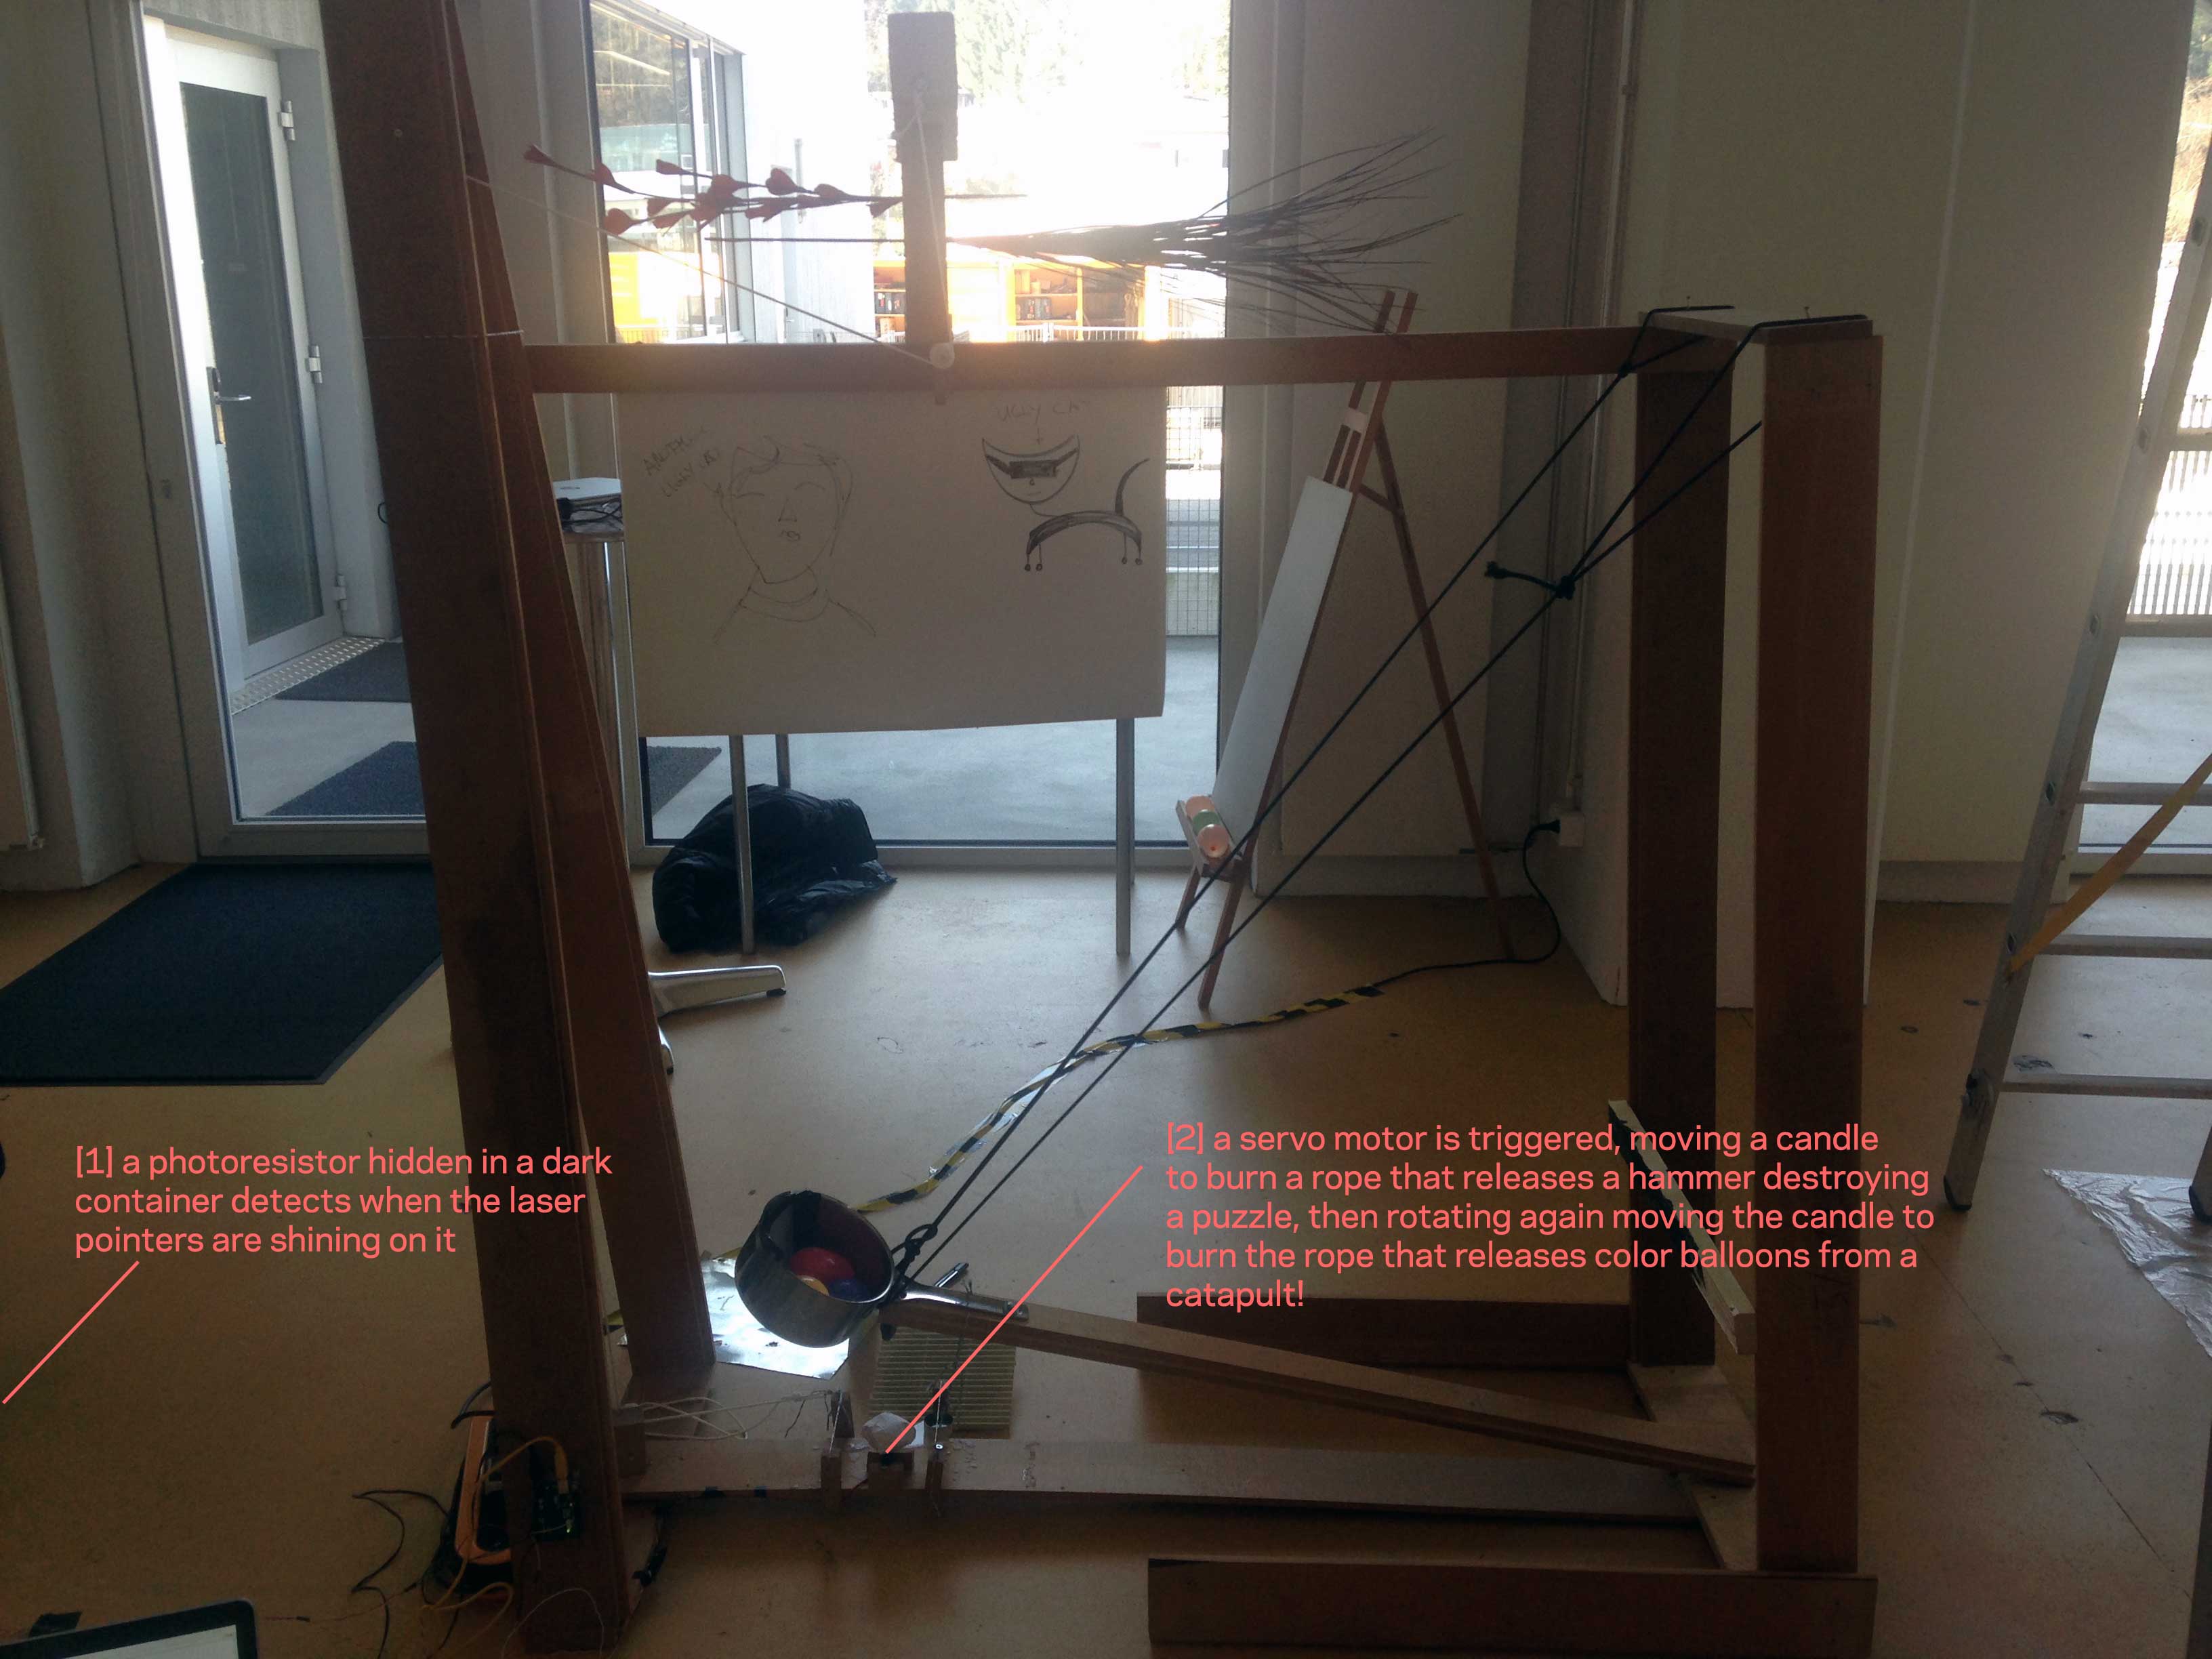 UGLY CA
[1] a photoresistor hidden in a dark
container detects when the laser
pointers are shining on it
[2] a servo motor is triggered, moving a candle
to burn a rope that releases a hammer destroying
a puzzle, then rotating again moving the candle to
burn the rope that releases color balloons from a
catapult!